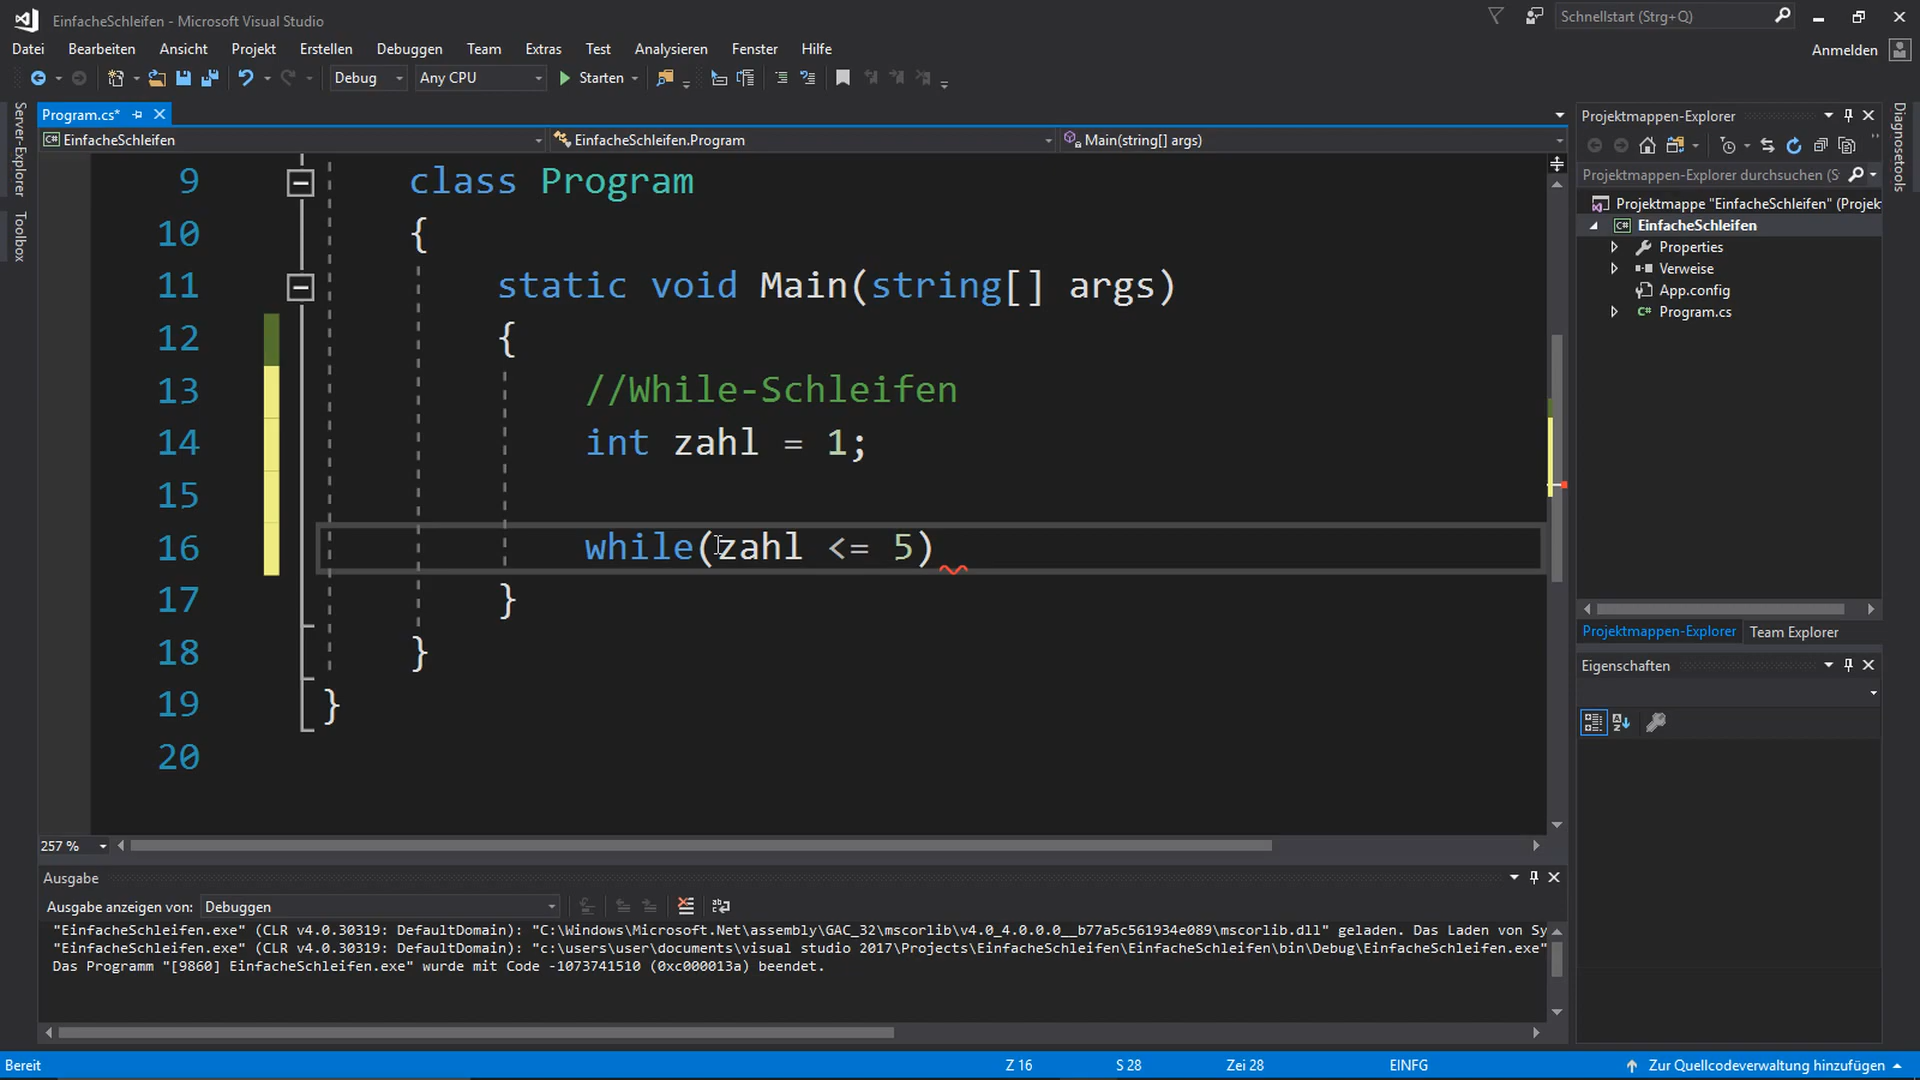 EinfacheSchleifen - Microsoft Visual Studio
Schnellstart (Strg+Q)
Datei Bearbeiten Ansicht Projekt Erstellen Debuggen Team Extras Test Analysieren Fenster Hilfe
Anmelden
Debug Any CPU Starten
Server-Explorer
Toolbox
Program.cs*
EinfacheSchleifen EinfacheSchleifen.Program Main(string[] args)
9 class Program
10 {
11 static void Main(string[] args)
12 {
13 //While-Schleifen
14 int zahl = 1;
15
16 while(zahl <= 5)
17 }
18 }
19 }
20
257 %
Projektmappen-Explorer
Projektmappen-Explorer durchsuchen (S
Projektmappe "EinfacheSchleifen" (Projek
EinfacheSchleifen
Properties
Verweise
App.config
Program.cs
Projektmappen-Explorer Team Explorer
Eigenschaften
Diagnosetools
Ausgabe
Ausgabe anzeigen von: Debuggen
"EinfacheSchleifen.exe" (CLR v4.0.30319: DefaultDomain): "C:\Windows\Microsoft.Net\assembly\GAC_32\mscorlib\v4.0_4.0.0.0__b77a5c561934e089\mscorlib.dll" geladen. Das Laden von Sy
"EinfacheSchleifen.exe" (CLR v4.0.30319: DefaultDomain): "c:\users\user\documents\visual studio 2017\Projects\EinfacheSchleifen\EinfacheSchleifen\bin\Debug\EinfacheSchleifen.exe"
Das Programm "[9860] EinfacheSchleifen.exe" wurde mit Code -1073741510 (0xc000013a) beendet.
Bereit Z 16 S 28 Zei 28 EINFG Zur Quellcodeverwaltung hinzufügen